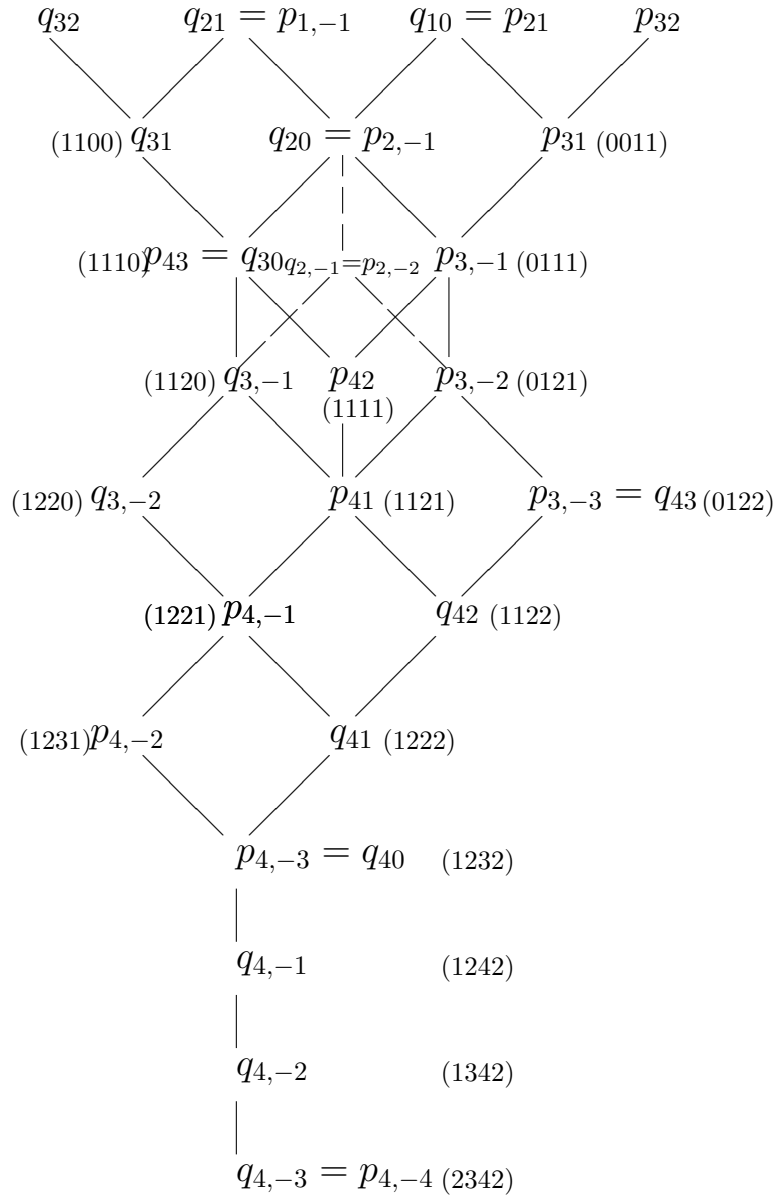 q₃₂ q₂₁ = p₁,₋₁ q₁₀ = p₂₁ p₃₂
(1100) q₃₁ q₂₀ = p₂,₋₁ p₃₁ (0011)
(1110) p₄₃ = q₃₀ q₂,₋₁=p₂,₋₂ p₃,₋₁ (0111)
(1120) q₃,₋₁ p₄₂ p₃,₋₂ (0121)
(1111)
(1220) q₃,₋₂ p₄₁ (1121) p₃,₋₃ = q₄₃ (0122)
(1221) p₄,₋₁ q₄₂ (1122)
(1231) p₄,₋₂ q₄₁ (1222)
p₄,₋₃ = q₄₀ (1232)
q₄,₋₁ (1242)
q₄,₋₂ (1342)
q₄,₋₃ = p₄,₋₄ (2342)